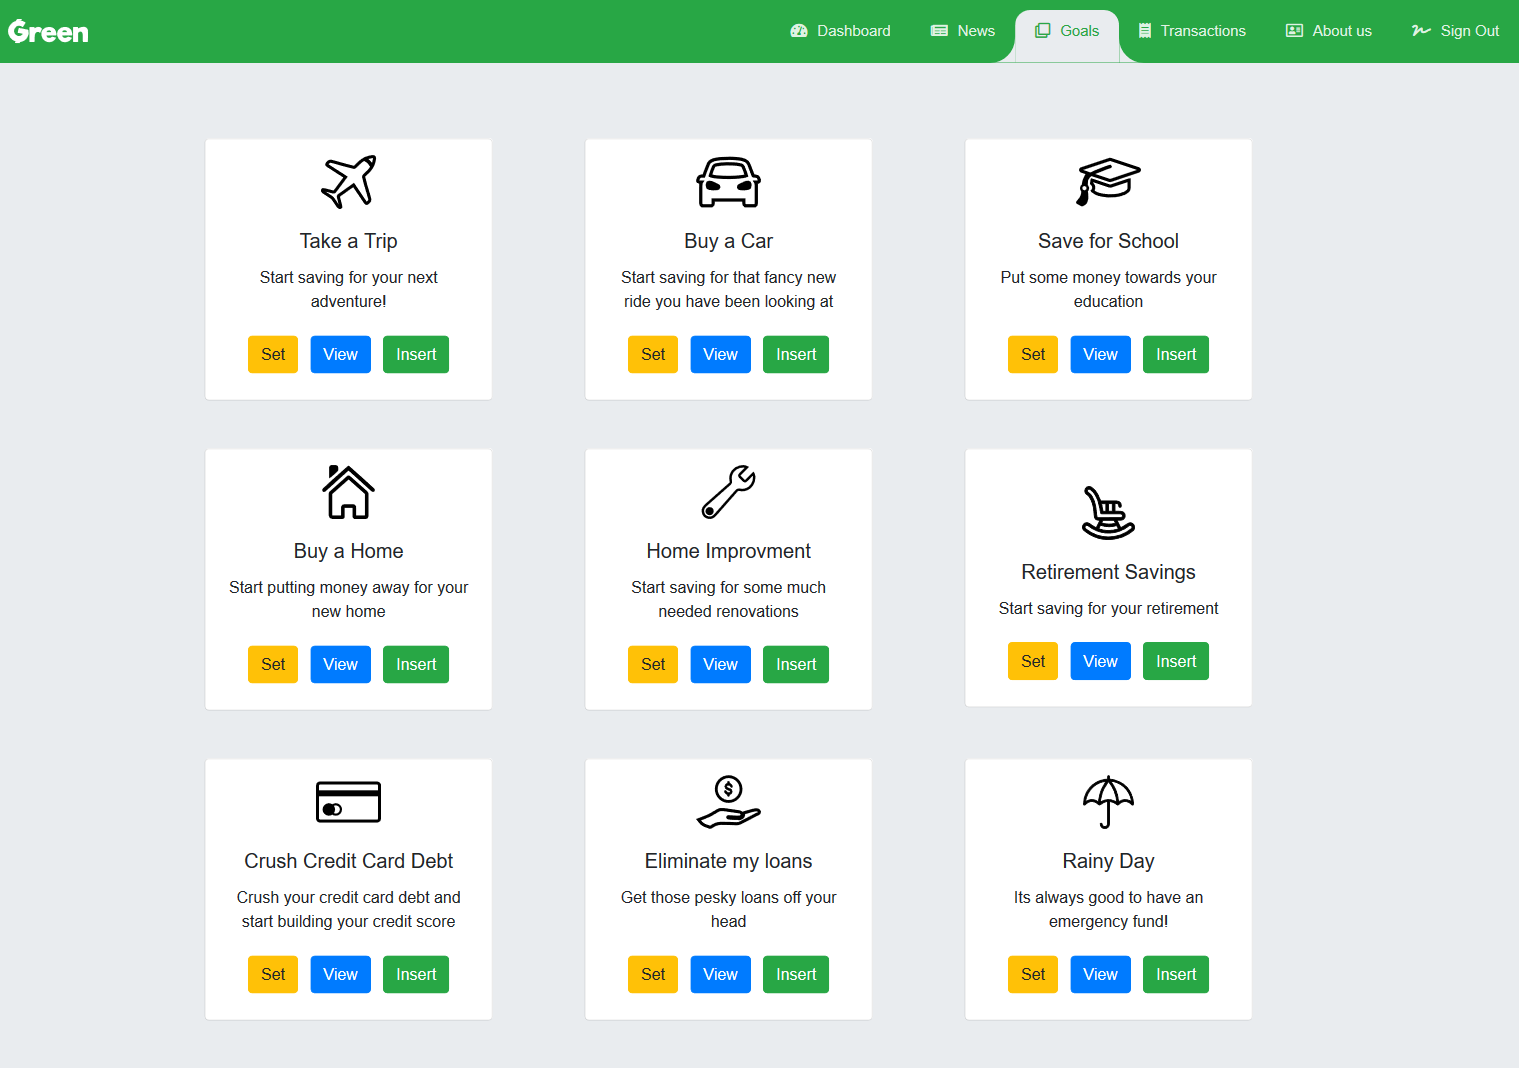 Green
Dashboard
News
Goals
Transactions
About us
Sign Out
Take a Trip
Start saving for your next
adventure!
Set
View
Insert
Buy a Car
Start saving for that fancy new
ride you have been looking at
Set
View
Insert
Save for School
Put some money towards your
education
Set
View
Insert
Buy a Home
Start putting money away for your
new home
Set
View
Insert
Home Improvment
Start saving for some much
needed renovations
Set
View
Insert
Retirement Savings
Start saving for your retirement
Set
View
Insert
Crush Credit Card Debt
Crush your credit card debt and
start building your credit score
Set
View
Insert
$
Eliminate my loans
Get those pesky loans off your
head
Set
View
Insert
Rainy Day
Its always good to have an
emergency fund!
Set
View
Insert